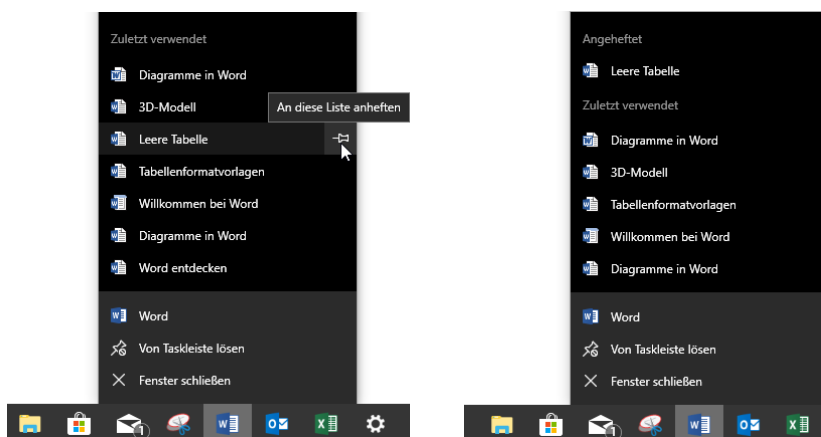 Zuletzt verwendet
Diagramme in Word
3D-Modell
An diese Liste anheften
Leere Tabelle
Tabellenformatvorlagen
Willkommen bei Word
Diagramme in Word
Word entdecken
Word
Von Taskleiste lösen
Fenster schließen
1
Angeheftet
Leere Tabelle
Zuletzt verwendet
Diagramme in Word
3D-Modell
Tabellenformatvorlagen
Willkommen bei Word
Diagramme in Word
Word
Von Taskleiste lösen
Fenster schließen
1